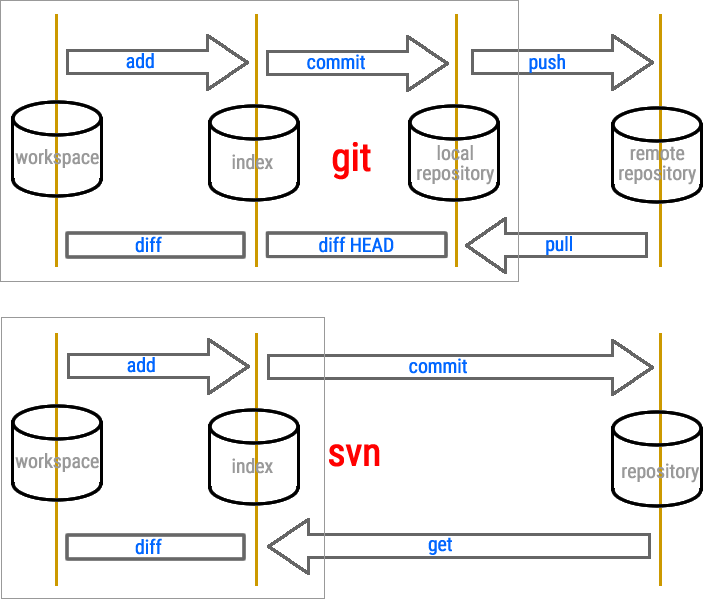 add
commit
push
workspace
index
git
local
repository
remote
repository
diff
diff HEAD
pull
add
commit
workspace
index
svn
repository
diff
get